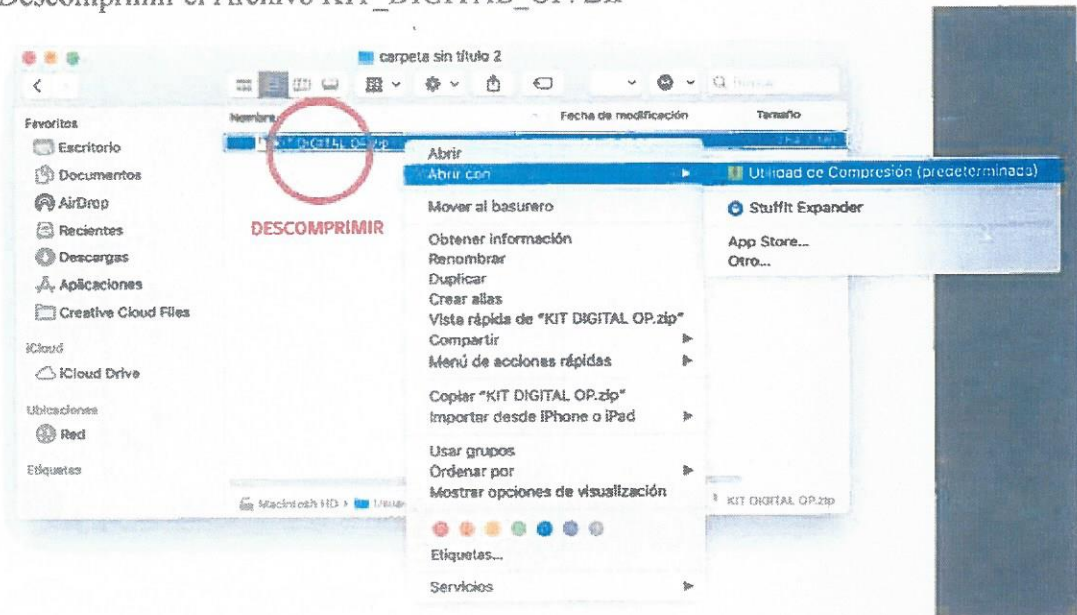 Descomprimir el Archivo KIT_DIGITAL_OP.
carpeta sin título 2
Nombre
Fecha de modificación
Tamaño
KIT DIGITAL OP.zip
Favoritos
Escritorio
Documentos
AirDrop
Recientes
Descargas
Aplicaciones
Creative Cloud Files
iCloud
iCloud Drive
Ubicaciones
Red
Etiquetas
DESCOMPRIMIR
Abrir
Abrir con
Mover al basurero
Obtener información
Renombrar
Duplicar
Crear alias
Vista rápida de "KIT DIGITAL OP.zip"
Compartir
Menú de acciones rápidas
Copiar "KIT DIGITAL OP.zip"
Importar desde iPhone o iPad
Usar grupos
Ordenar por
Mostrar opciones de visualización
Etiquetas...
Servicios
Utilidad de Compresión (predeterminada)
StuffIt Expander
App Store...
Otro...
Macintosh HD
KIT DIGITAL OP.zip